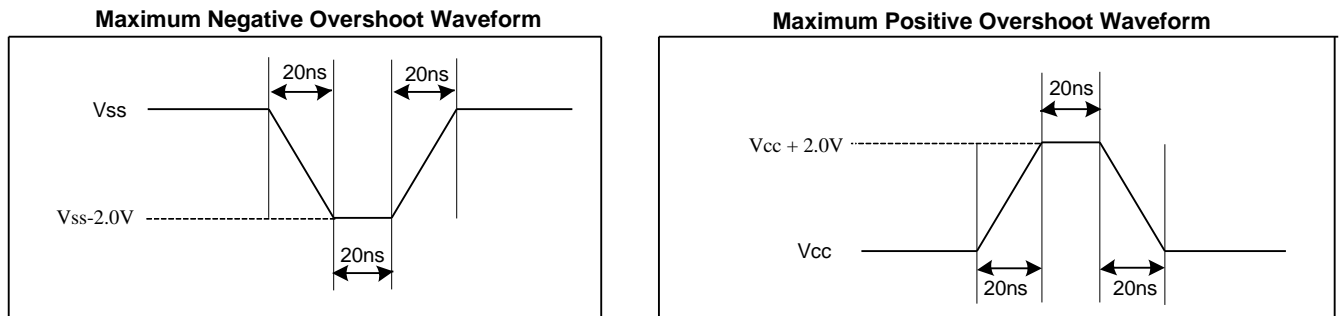 Maximum Negative Overshoot Waveform
20ns
20ns
Vss
Vss-2.0V
20ns
Maximum Positive Overshoot Waveform
20ns
Vcc + 2.0V
Vcc
20ns
20ns